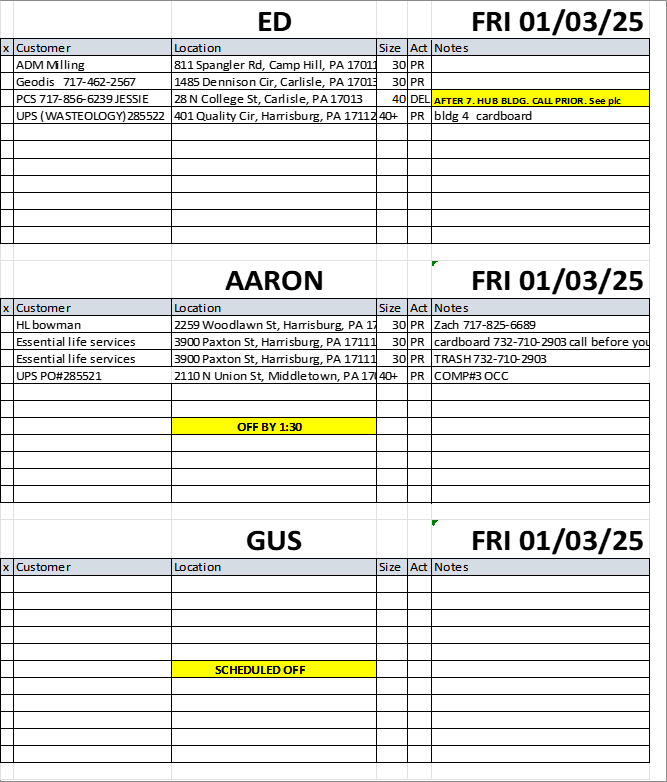 ED FRI 01/03/25
x Customer Location Size Act Notes
ADM Milling 811 Spangler Rd, Camp Hill, PA 17011 30 PR
Geodis 717-462-2567 1485 Dennison Cir, Carlisle, PA 17013 30 PR
PCS 717-856-6239 JESSIE 28 N College St, Carlisle, PA 17013 40 DEL AFTER 7. HUB BLDG. CALL PRIOR. See plc
UPS (WASTEOLOGY)285522 401 Quality Cir, Harrisburg, PA 17112 40+ PR bldg 4 cardboard
AARON FRI 01/03/25
x Customer Location Size Act Notes
HL bowman 2259 Woodlawn St, Harrisburg, PA 17 30 PR Zach 717-825-6689
Essential life services 3900 Paxton St, Harrisburg, PA 17111 30 PR cardboard 732-710-2903 call before you
Essential life services 3900 Paxton St, Harrisburg, PA 17111 30 PR TRASH 732-710-2903
UPS PO#285521 2110 N Union St, Middletown, PA 17 40+ PR COMP#3 OCC
OFF BY 1:30
GUS FRI 01/03/25
x Customer Location Size Act Notes
SCHEDULED OFF